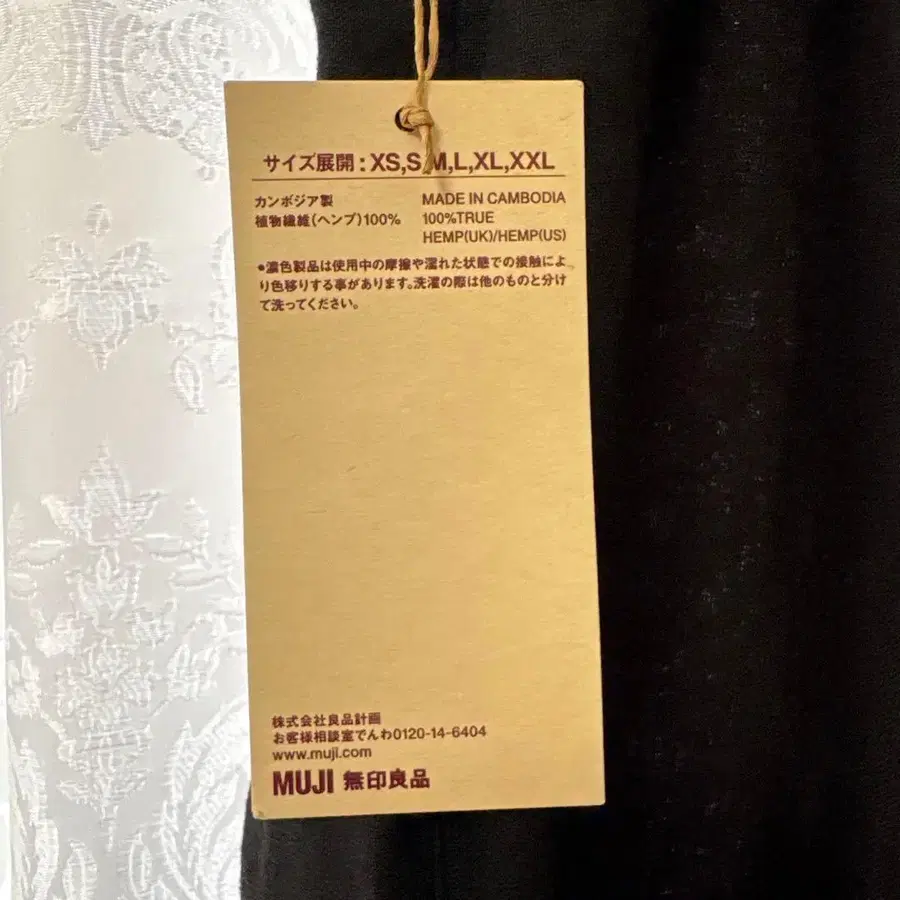 サイズ展開:XS,S,M,L,XL,XXL
カンボジア製
植物繊維(ヘンプ)100%
MADE IN CAMBODIA
100%TRUE
HEMP(UK)/HEMP(US)
●濃色製品は使用中の摩擦や濡れた状態での接触によ
り色移りする事があります。洗濯の際は他のものと分け
て洗ってください。
株式会社良品計画
お客様相談室でんわ0120-14-6404
www.muji.com
MUJI 無印良品